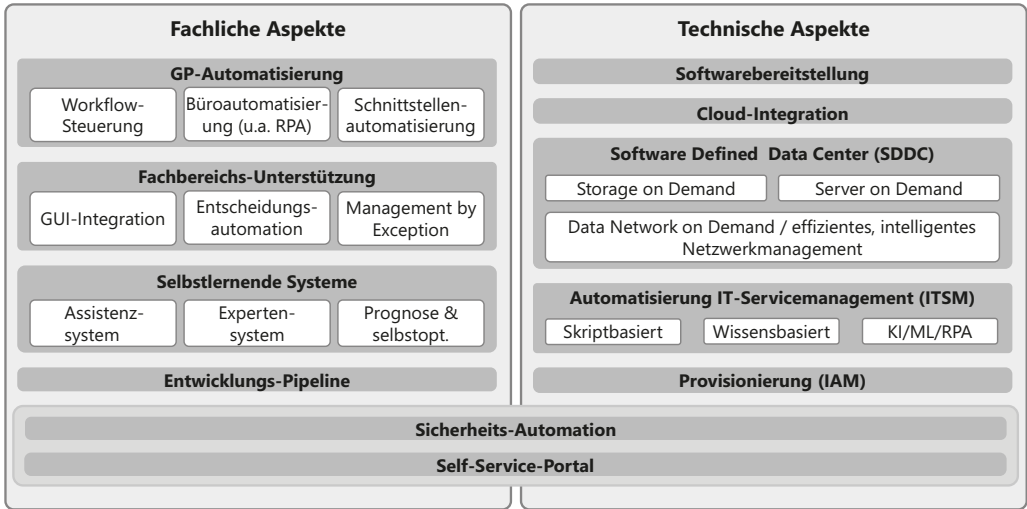 Fachliche Aspekte
GP-Automatisierung
Workflow-
Steuerung
Büroautomatisier-
ung (u.a. RPA)
Schnittstellen-
automatisierung
Fachbereichs-Unterstützung
GUI-Integration
Entscheidungs-
automation
Management by
Exception
Selbstlernende Systeme
Assistenz-
system
Experten-
system
Prognose &
selbstopt.
Entwicklungs-Pipeline
Technische Aspekte
Softwarebereitstellung
Cloud-Integration
Software Defined Data Center (SDDC)
Storage on Demand
Server on Demand
Data Network on Demand / effizientes, intelligentes
Netzwerkmanagement
Automatisierung IT-Servicemanagement (ITSM)
Skriptbasiert
Wissensbasiert
KI/ML/RPA
Provisionierung (IAM)
Sicherheits-Automation
Self-Service-Portal